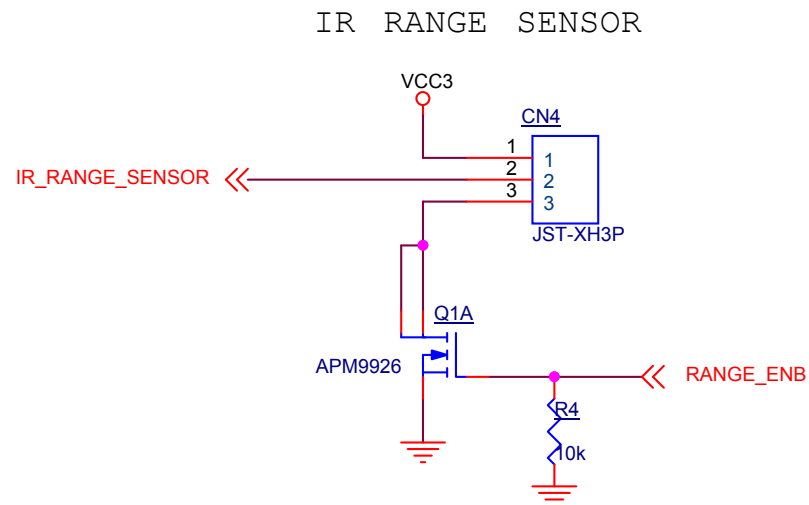 IR RANGE SENSOR
VCC3
CN4
1 1
IR_RANGE_SENSOR 2 2
3 3
JST-XH3P
Q1A
APM9926
RANGE_ENB
R4
10k